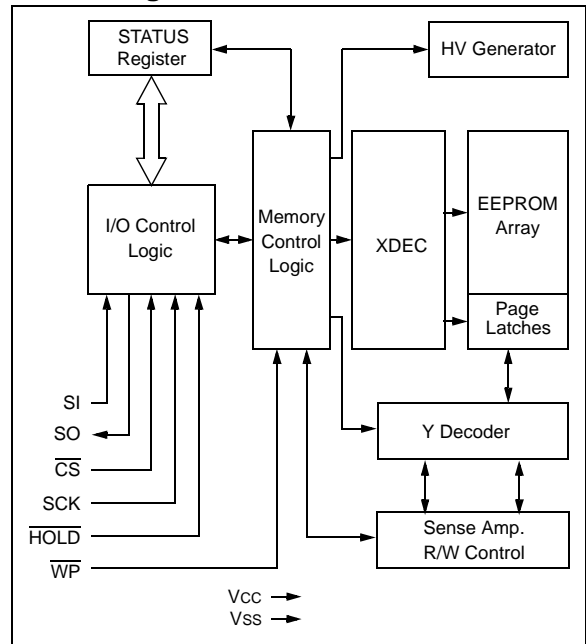 STATUS
Register
HV Generator
I/O Control
Logic
Memory
Control
Logic
XDEC
EEPROM
Array
Page
Latches
SI
SO
CS
SCK
HOLD
WP
Y Decoder
Sense Amp.
R/W Control
VCC
VSS